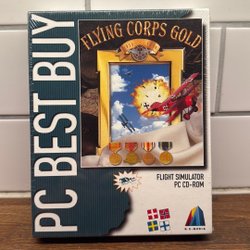 PC BEST BUY
FLYING CORPS GOLD
FLIGHT SIMULATOR
PC CD-ROM